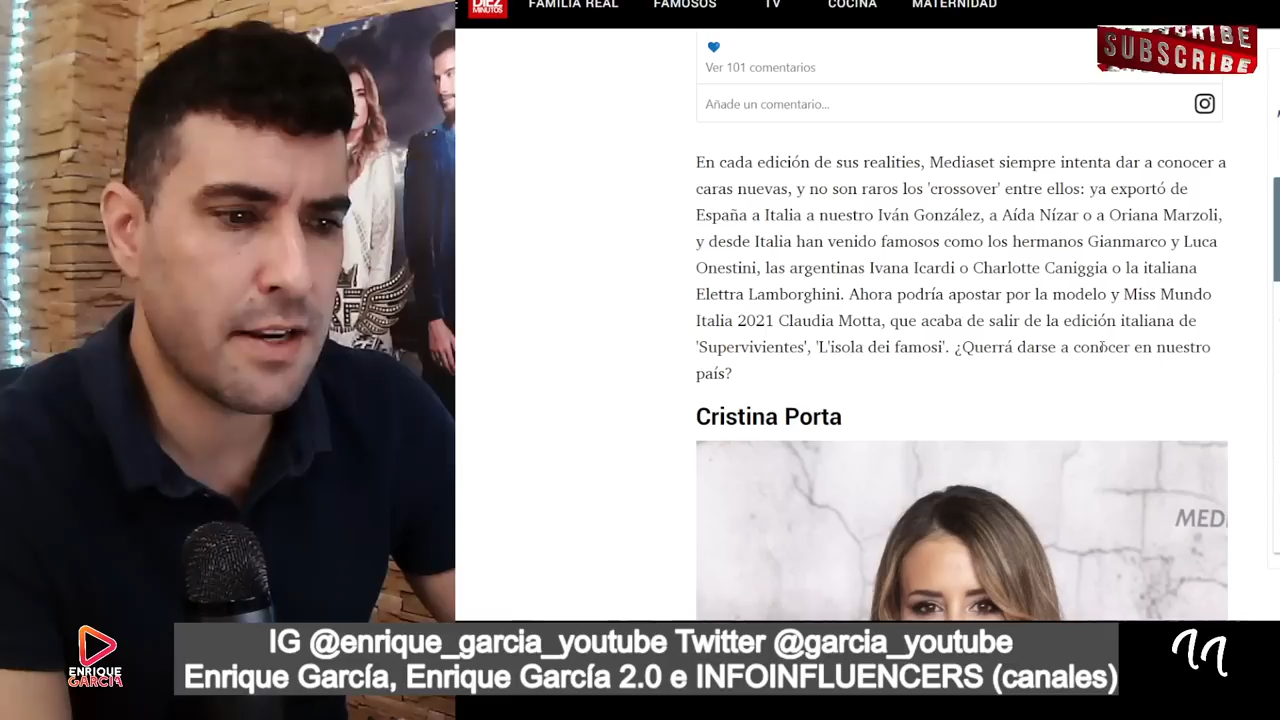 DIEZ
MINUTOS
FAMILIA REAL
FAMOSOS
TV
COCINA
MATERNIDAD
SUBSCRIBE
Ver 101 comentarios
Añade un comentario...
En cada edición de sus realities, Mediaset siempre intenta dar a conocer a
caras nuevas, y no son raros los 'crossover' entre ellos: ya exportó de
España a Italia a nuestro Iván González, a Aída Nízar o a Oriana Marzoli,
y desde Italia han venido famosos como los hermanos Gianmarco y Luca
Onestini, las argentinas Ivana Icardi o Charlotte Caniggia o la italiana
Elettra Lamborghini. Ahora podría apostar por la modelo y Miss Mundo
Italia 2021 Claudia Motta, que acaba de salir de la edición italiana de
'Supervivientes', 'L'isola dei famosi'. ¿Querrá darse a conocer en nuestro
país?
Cristina Porta
MEDI
IG @enrique_garcia_youtube Twitter @garcia_youtube
Enrique García, Enrique García 2.0 e INFOINFLUENCERS (canales)
ENRIQUE
GARCÍA